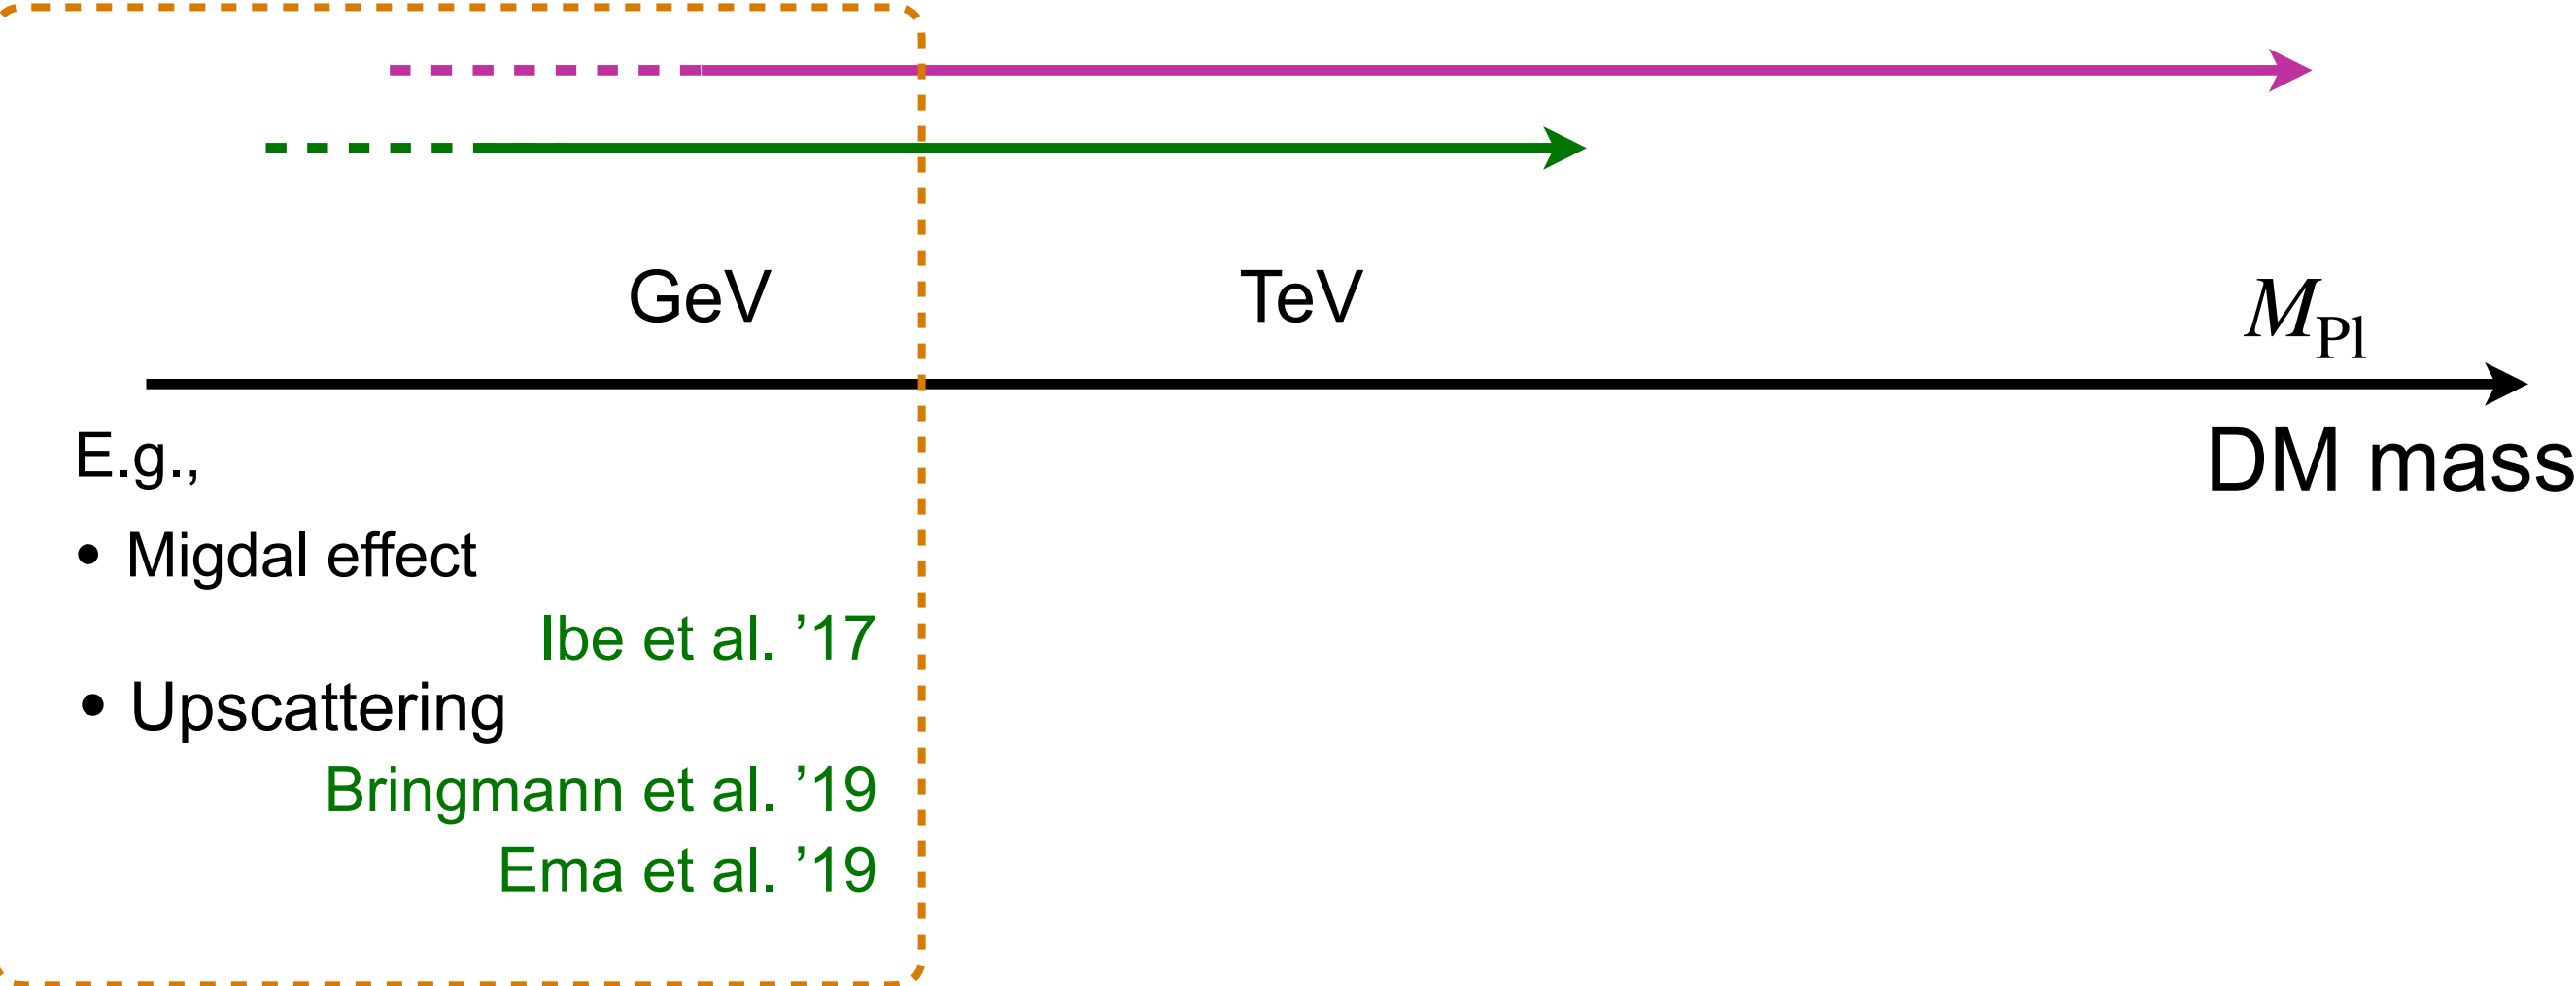 GeV TeV M_Pl
DM mass
E.g.,
• Migdal effect
Ibe et al. ’17
• Upscattering
Bringmann et al. ’19
Ema et al. ’19